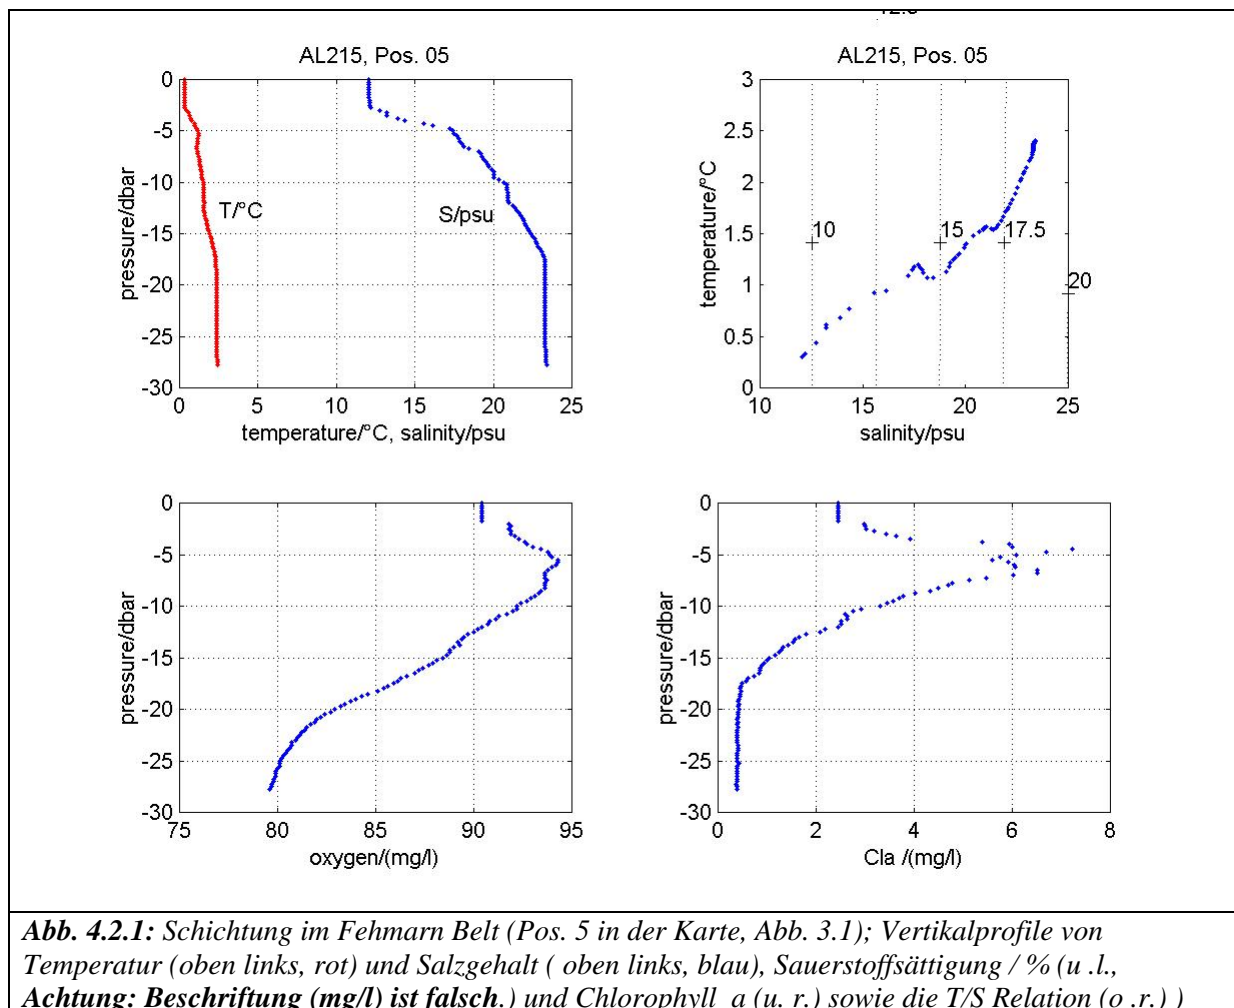 AL215, Pos. 05
0
-5
-10
-15
-20
-25
-30
pressure/dbar
T/°C
S/psu
0 5 10 15 20 25
temperature/°C, salinity/psu
AL215, Pos. 05
3
2.5
2
1.5
1
0.5
0
temperature/°C
10 15 17.5 20
10 15 20 25
salinity/psu
0
-5
-10
-15
-20
-25
-30
pressure/dbar
75 80 85 90 95
oxygen/(mg/l)
0
-5
-10
-15
-20
-25
-30
pressure/dbar
0 2 4 6 8
Cla /(mg/l)
Abb. 4.2.1: Schichtung im Fehmarn Belt (Pos. 5 in der Karte, Abb. 3.1); Vertikalprofile von
Temperatur (oben links, rot) und Salzgehalt ( oben links, blau), Sauerstoffsättigung / % (u .l.,
Achtung: Beschriftung (mg/l) ist falsch.) und Chlorophyll_a (u. r.) sowie die T/S Relation (o .r.) )